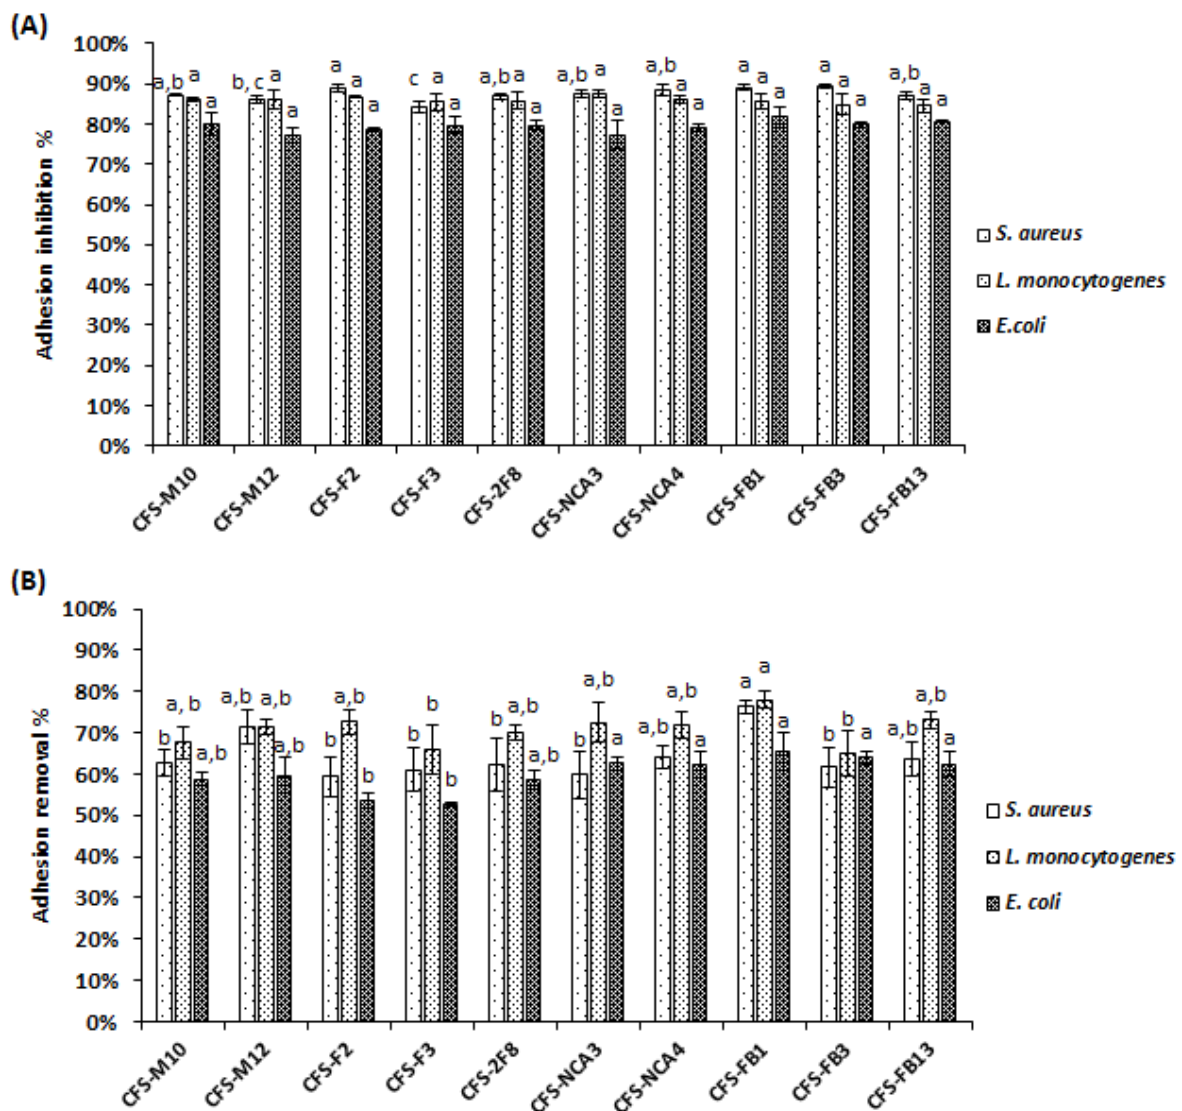 (A)
100%
90%
80%
70%
60%
50%
40%
30%
20%
10%
0%
Adhesion inhibition %
a,b a a
b,c a a
a a a
c a a
a,b a a
a,b a a
a,b a a
a a a
a a a
a,b a a
CFS-M10
CFS-M12
CFS-F2
CFS-F3
CFS-2F8
CFS-NCA3
CFS-NCA4
CFS-FB1
CFS-FB3
CFS-FB13
S. aureus
L. monocytogenes
E.coli
(B)
100%
90%
80%
70%
60%
50%
40%
30%
20%
10%
0%
Adhesion removal %
b a, b a,b
a,b a,b a,b
b a,b b
b b b
b a,b a,b
b a,b a
a,b a,b a
a a a
b b a
a,b a,b a
CFS-M10
CFS-M12
CFS-F2
CFS-F3
CFS-2F8
CFS-NCA3
CFS-NCA4
CFS-FB1
CFS-FB3
CFS-FB13
S. aureus
L. monocytogenes
E. coli